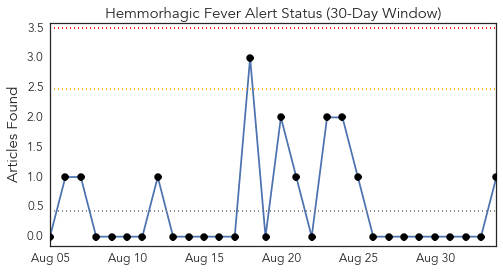 Hemmorhagic Fever Alert Status (30-Day Window)
Articles Found
3.5
3.0
2.5
2.0
1.5
1.0
0.5
0.0
Aug 05 Aug 10 Aug 15 Aug 20 Aug 25 Aug 30